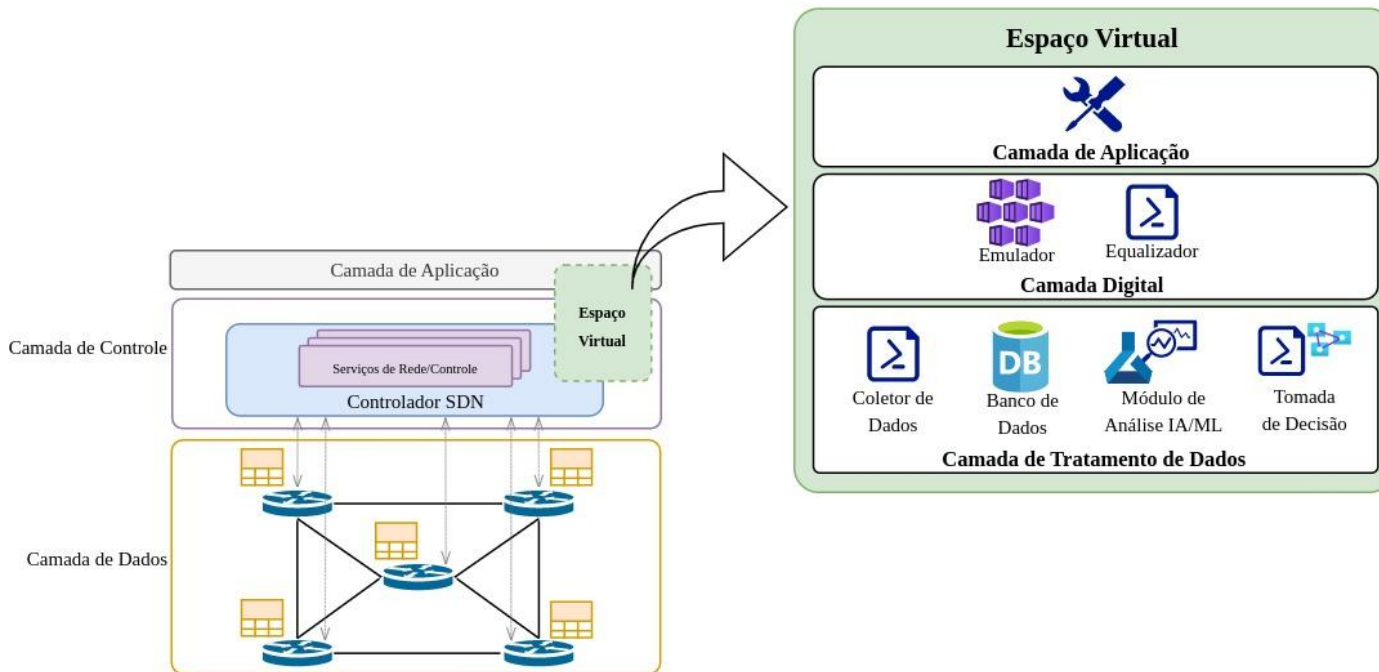 Camada de Aplicação
Espaço
Virtual
Camada de Controle
Serviços de Rede/Controle
Controlador SDN
Camada de Dados
Espaço Virtual
Camada de Aplicação
Emulador
Equalizador
Camada Digital
Coletor de
Dados
DB
Banco de
Dados
Módulo de
Análise IA/ML
Tomada
de Decisão
Camada de Tratamento de Dados